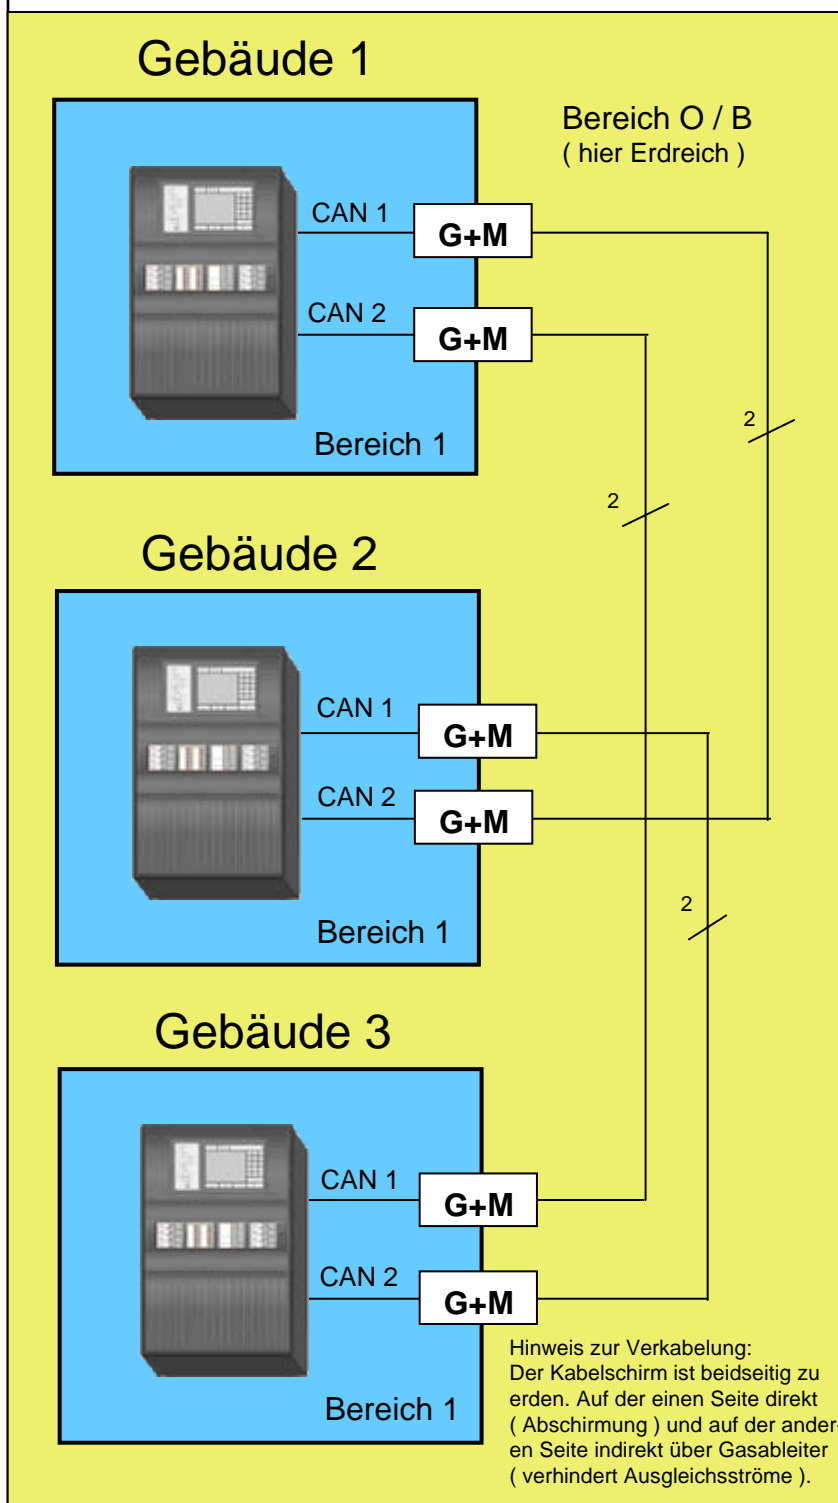 Gebäude 1
Bereich O / B
( hier Erdreich )
CAN 1
G+M
CAN 2
G+M
Bereich 1
2
2
Gebäude 2
CAN 1
G+M
CAN 2
G+M
Bereich 1
2
Gebäude 3
CAN 1
G+M
CAN 2
G+M
Bereich 1
Hinweis zur Verkabelung:
Der Kabelschirm ist beidseitig zu
erden. Auf der einen Seite direkt
( Abschirmung ) und auf der ander-
en Seite indirekt über Gasableiter
( verhindert Ausgleichsströme ).